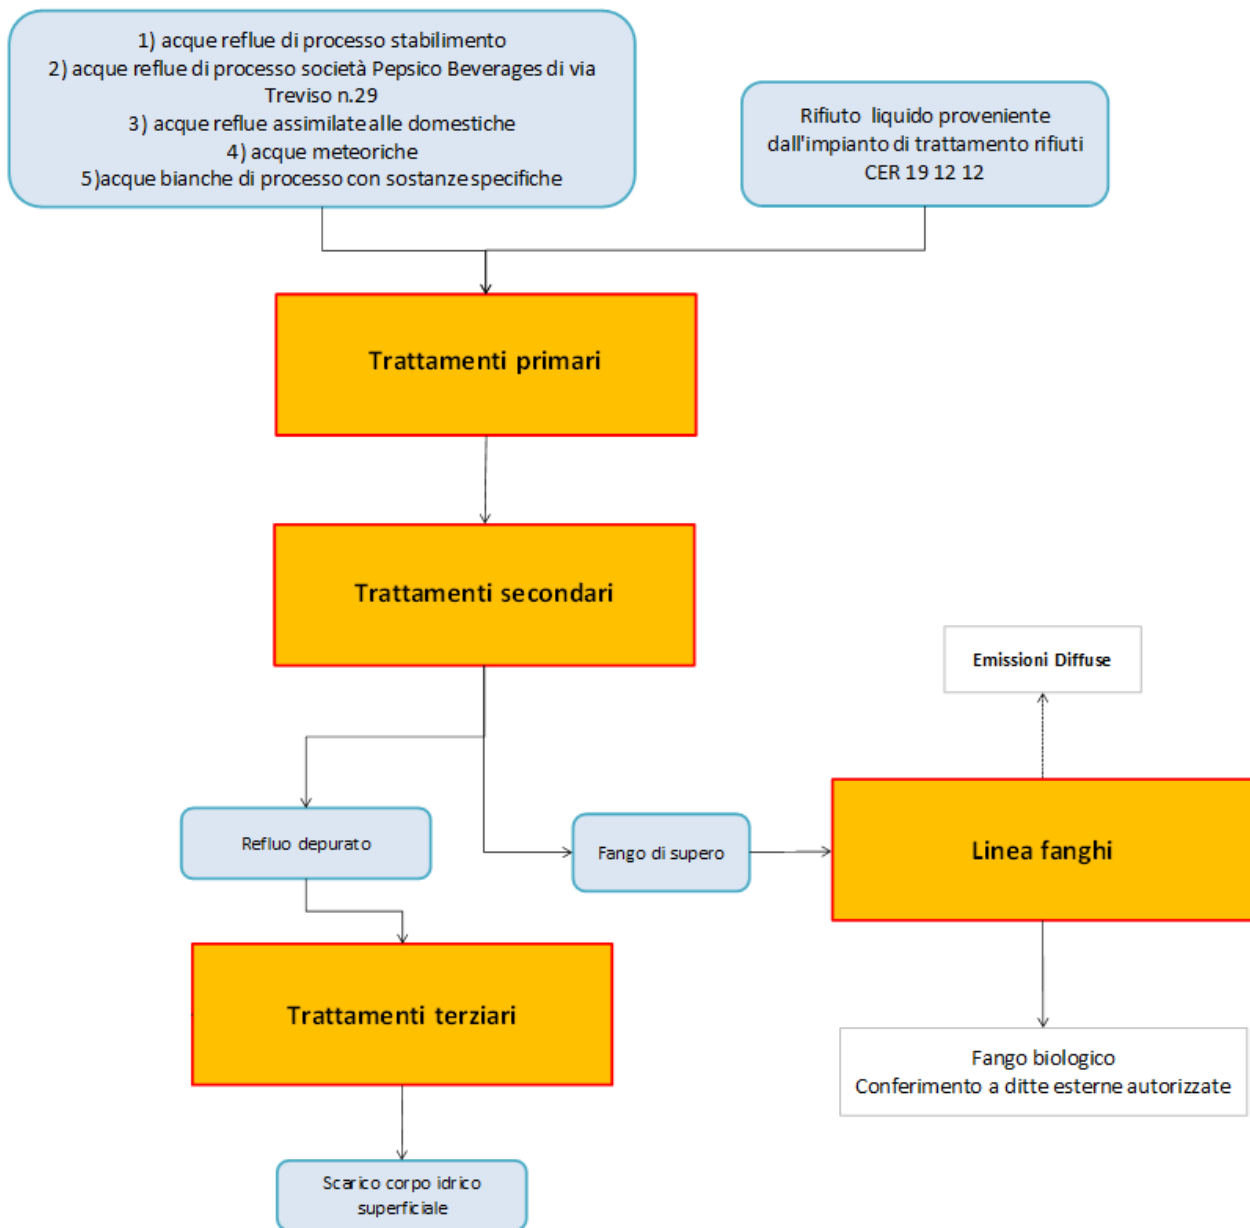 1) acque reflue di processo stabilimento
2) acque reflue di processo società Pepsico Beverages di via
Treviso n.29
3) acque reflue assimilate alle domestiche
4) acque meteoriche
5)acque bianche di processo con sostanze specifiche
Rifiuto liquido proveniente
dall'impianto di trattamento rifiuti
CER 19 12 12
Trattamenti primari
Trattamenti secondari
Emissioni Diffuse
Refluo depurato
Fango di supero
Linea fanghi
Trattamenti terziari
Fango biologico
Conferimento a ditte esterne autorizzate
Scarico corpo idrico
superficiale